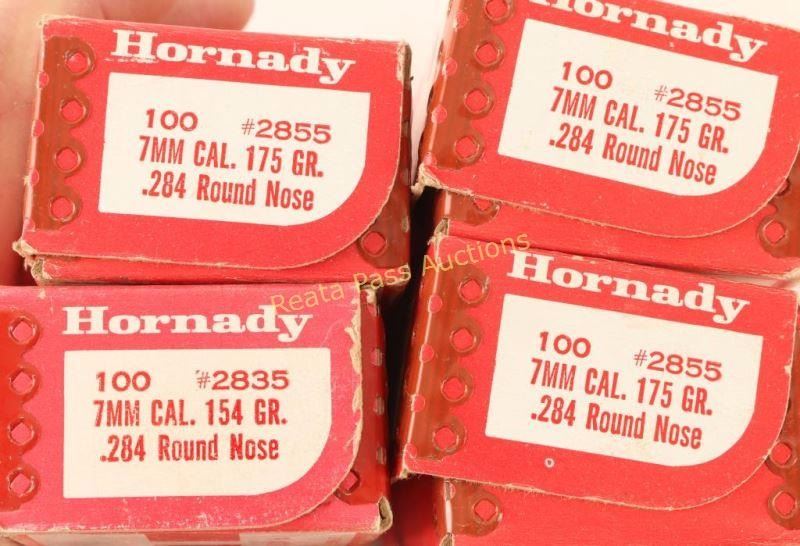 Hornady
100 #2855
7MM CAL. 175 GR.
.284 Round Nose
Hornady
100 #2855
7MM CAL. 175 GR.
.284 Round Nose
Hornady
100 #2835
7MM CAL. 154 GR.
.284 Round Nose
Hornady
100 #2855
7MM CAL. 175 GR.
.284 Round Nose
Reata Pass Auctions